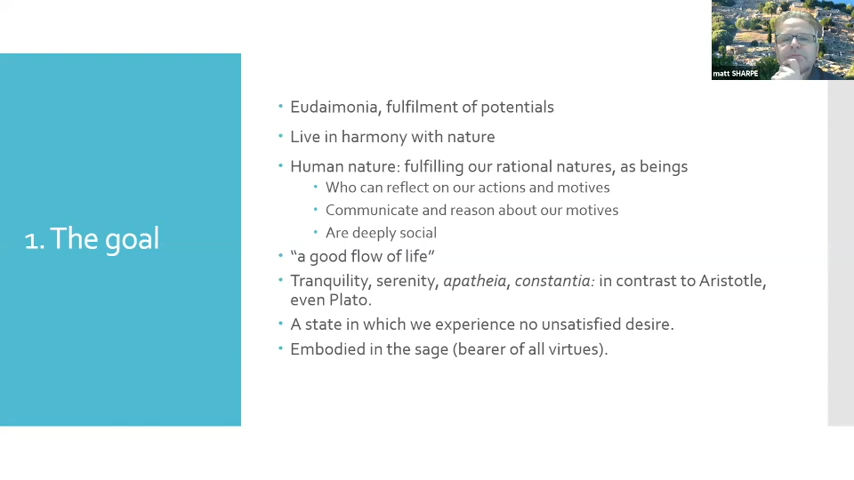 matt SHARPE
1. The goal
• Eudaimonia, fulfilment of potentials
• Live in harmony with nature
• Human nature: fulfilling our rational natures, as beings
• Who can reflect on our actions and motives
• Communicate and reason about our motives
• Are deeply social
• “a good flow of life”
• Tranquility, serenity, apatheia, constantia: in contrast to Aristotle,
even Plato.
• A state in which we experience no unsatisfied desire.
• Embodied in the sage (bearer of all virtues).